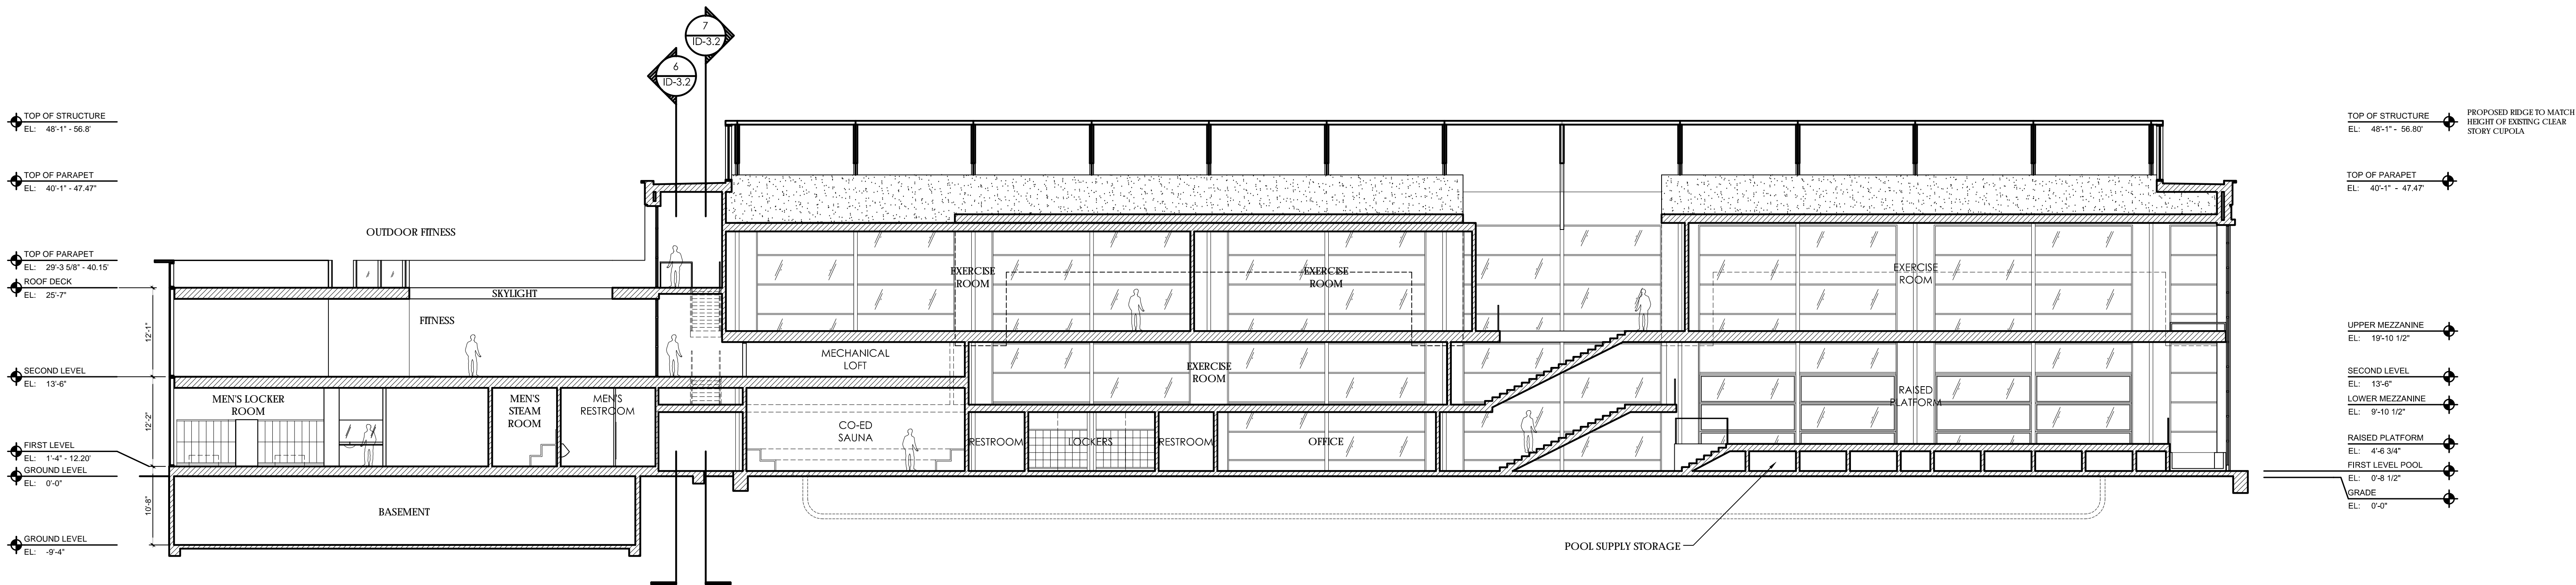 7
ID-3.2
6
ID-3.2
TOP OF STRUCTURE
EL: 48'-1" - 56.8'
TOP OF PARAPET
EL: 40'-1" - 47.47'
TOP OF PARAPET
EL: 29'-3 5/8" - 40.15'
ROOF DECK
EL: 25'-7"
SECOND LEVEL
EL: 13'-6"
FIRST LEVEL
EL: 1'-4" - 12.20'
GROUND LEVEL
EL: 0'-0"
GROUND LEVEL
EL: -9'-4"
12'-1"
12'-2"
10'-8"
OUTDOOR FITNESS
SKYLIGHT
FITNESS
MEN'S LOCKER
ROOM
MEN'S
STEAM
ROOM
MEN'S
RESTROOM
BASEMENT
MECHANICAL
LOFT
CO-ED
SAUNA
EXERCISE
ROOM
EXERCISE
ROOM
EXERCISE
ROOM
RESTROOM
LOCKERS
RESTROOM
OFFICE
EXERCISE
ROOM
RAISED
PLATFORM
POOL SUPPLY STORAGE
TOP OF STRUCTURE
EL: 48'-1" - 56.80'
PROPOSED RIDGE TO MATCH
HEIGHT OF EXISTING CLEAR
STORY CUPOLA
TOP OF PARAPET
EL: 40'-1" - 47.47'
UPPER MEZZANINE
EL: 19'-10 1/2"
SECOND LEVEL
EL: 13'-6"
LOWER MEZZANINE
EL: 9'-10 1/2"
RAISED PLATFORM
EL: 4'-6 3/4"
FIRST LEVEL POOL
EL: 0'-8 1/2"
GRADE
EL: 0'-0"